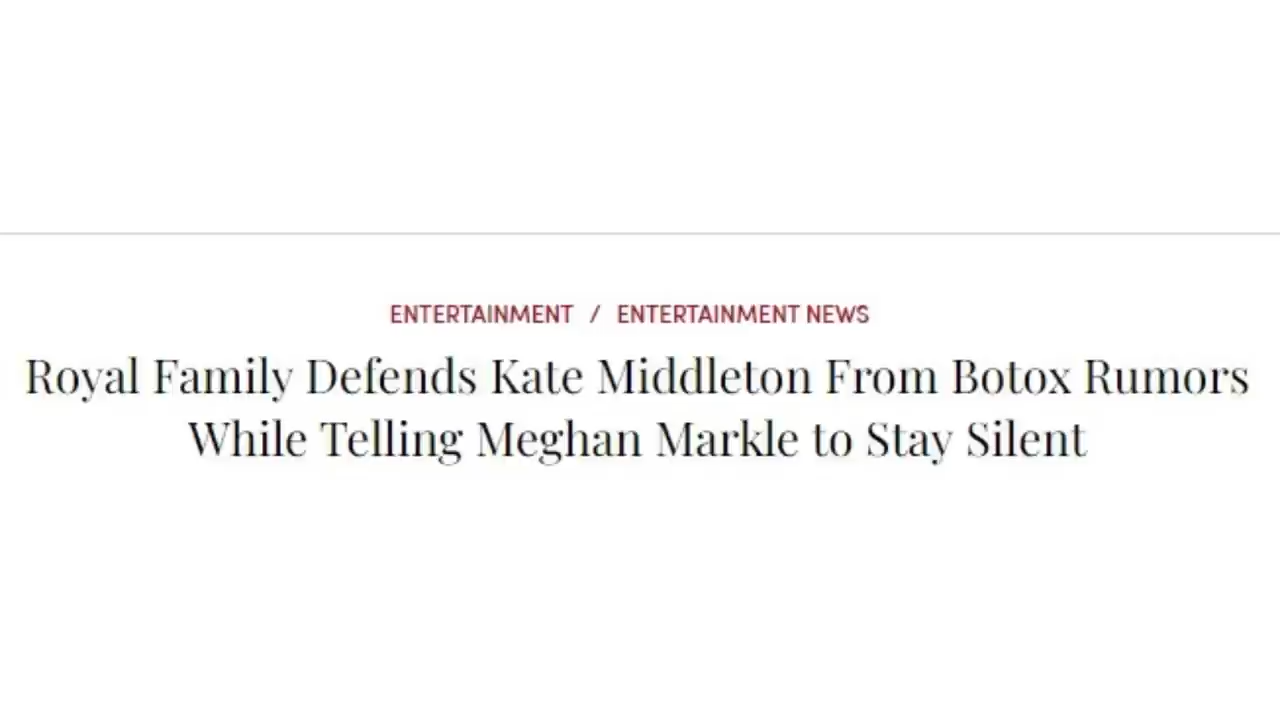 ENTERTAINMENT / ENTERTAINMENT NEWS
Royal Family Defends Kate Middleton From Botox Rumors
While Telling Meghan Markle to Stay Silent